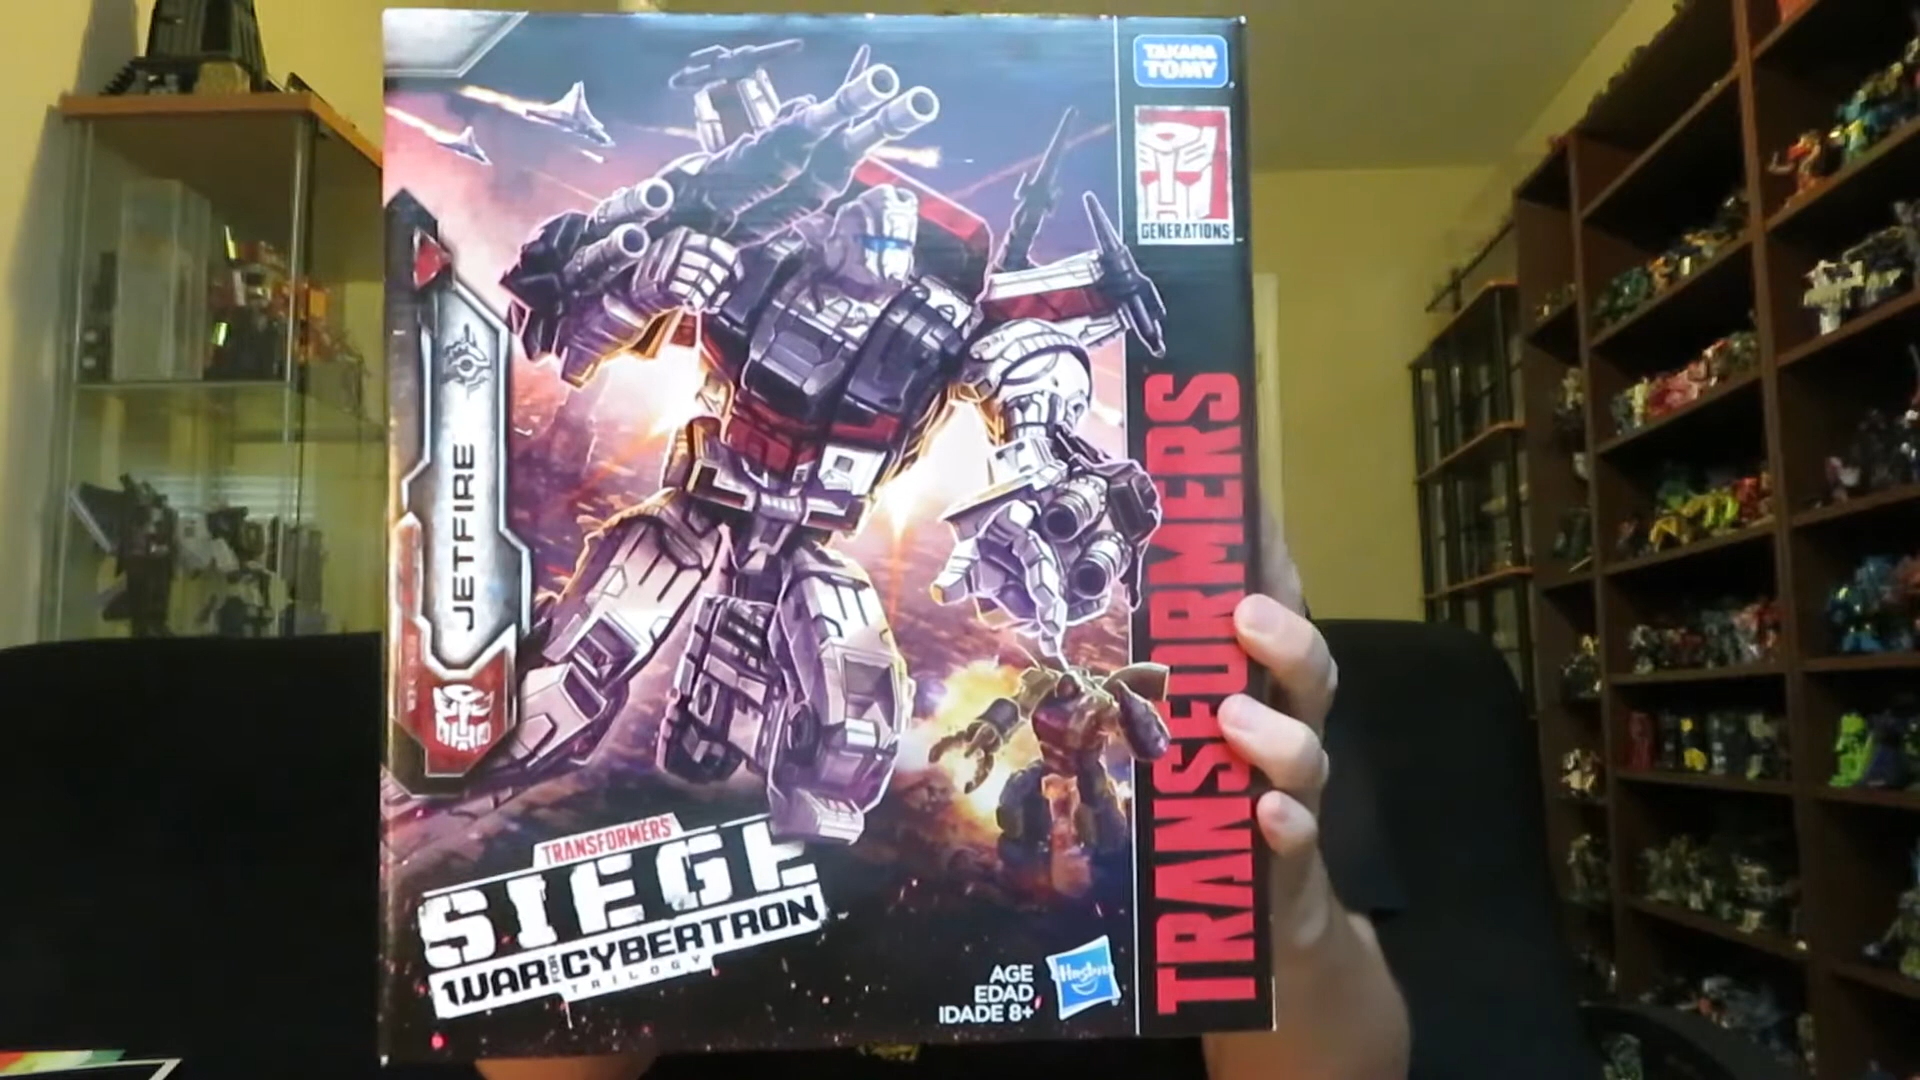 TAKARA
TOMY
GENERATIONS
TRANSFORMERS
JETFIRE
TRANSFORMERS
SIEGE
WAR FOR CYBERTRON
TRILOGY
AGE
EDAD
IDADE 8+
Hasbro